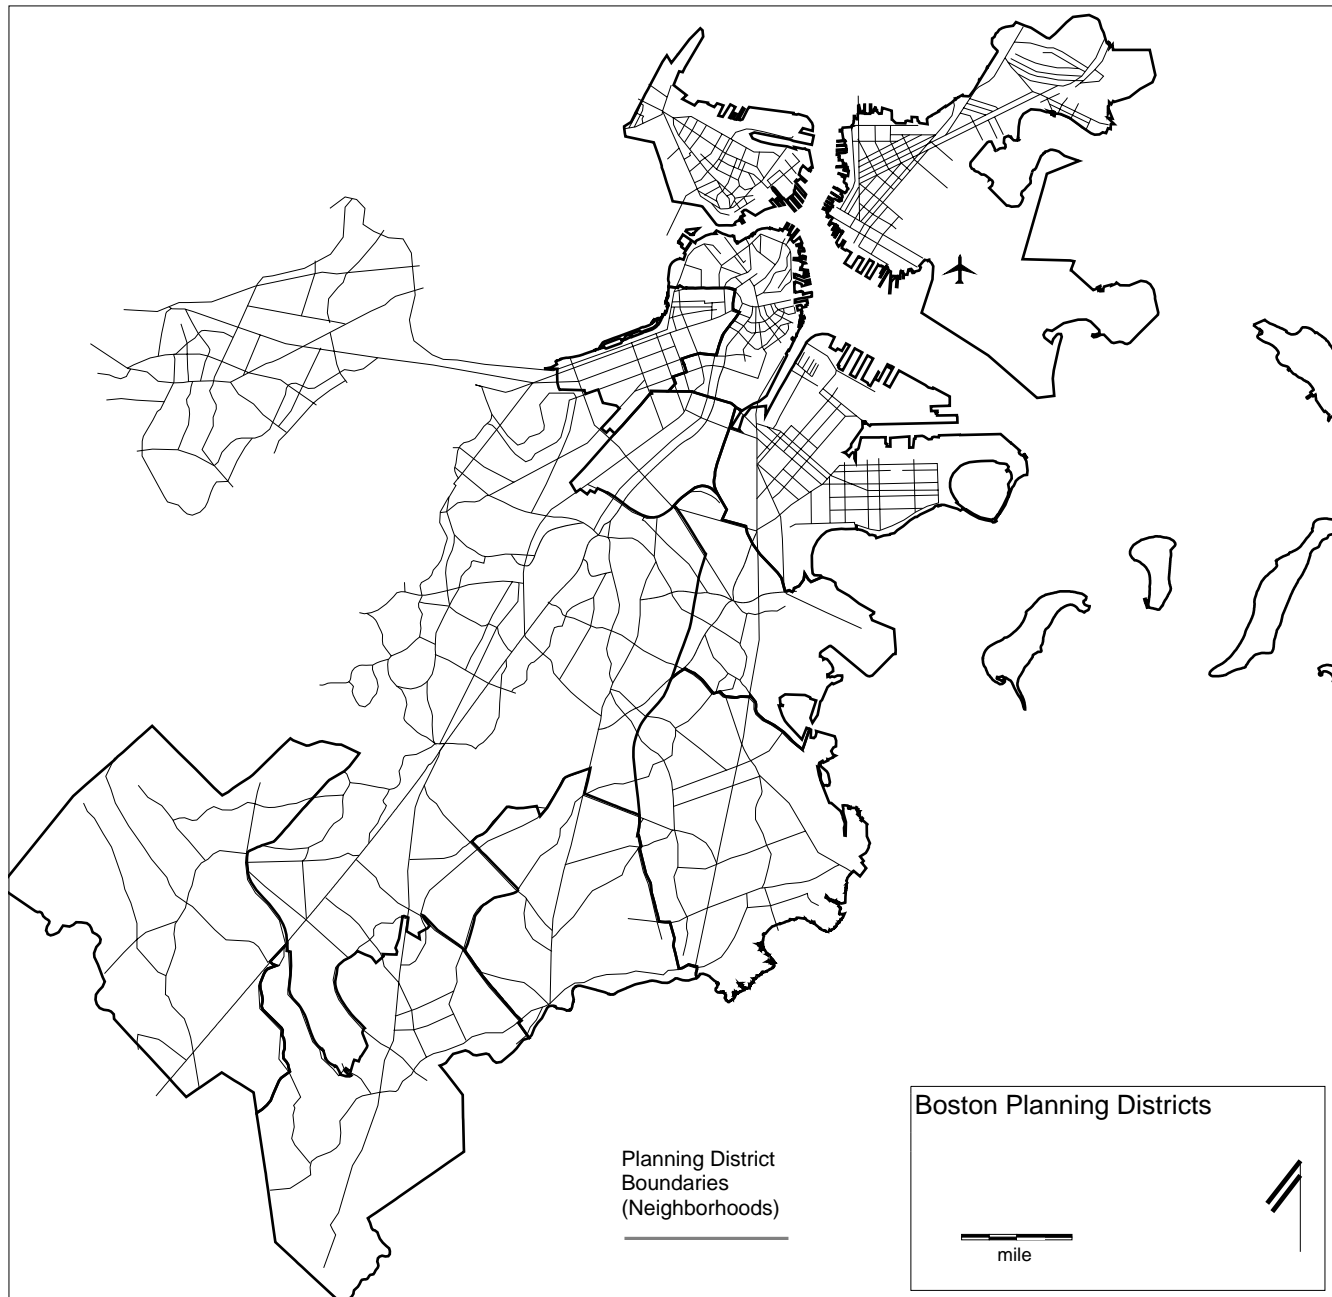 Boston Planning Districts
Planning District
Boundaries
(Neighborhoods)
mile